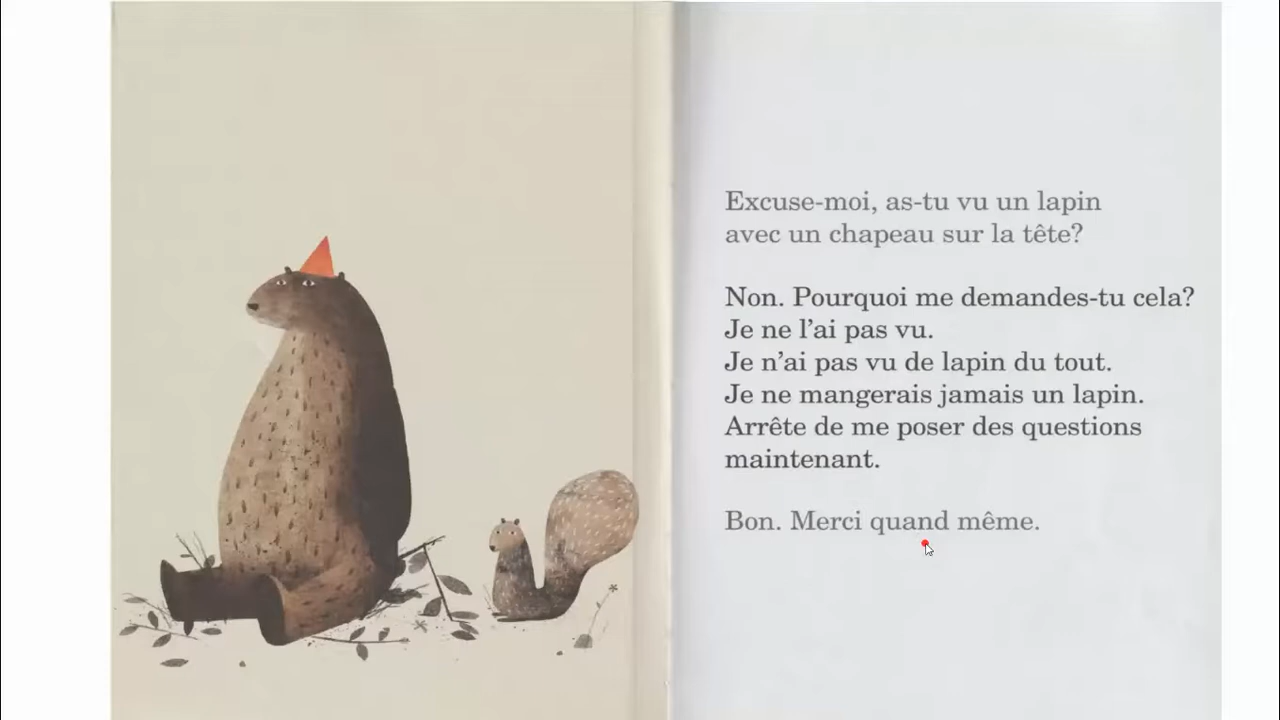 Excuse-moi, as-tu vu un lapin
avec un chapeau sur la tête?
Non. Pourquoi me demandes-tu cela?
Je ne l’ai pas vu.
Je n’ai pas vu de lapin du tout.
Je ne mangerais jamais un lapin.
Arrête de me poser des questions
maintenant.
Bon. Merci quand même.